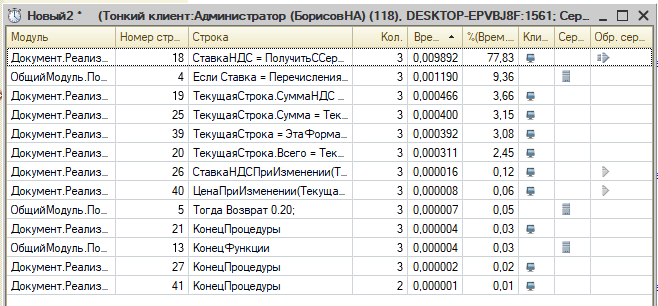 Новый2 * (Тонкий клиент:Администратор (БорисовНА) (118), DESKTOP-EPVBJ8F:1561; Сер...
Модуль Номер стр... Строка Кол. Вре... %(Врем... Кли... Сер... Обр. сер...
Документ.Реализ... 18 СтавкаНДС = ПолучитьССер... 3 0,009892 77,83
ОбщийМодуль.По... 4 Если Ставка = Перечисления... 3 0,001190 9,36
Документ.Реализ... 19 ТекущаяСтрока.СуммаНДС ... 3 0,000466 3,66
Документ.Реализ... 25 ТекущаяСтрока.Сумма = Тек... 3 0,000400 3,15
Документ.Реализ... 39 ТекущаяСтрока = ЭтаФорма... 3 0,000392 3,08
Документ.Реализ... 20 ТекущаяСтрока.Всего = Тек... 3 0,000311 2,45
Документ.Реализ... 26 СтавкаНДСПриИзменении(Т... 3 0,000016 0,12
Документ.Реализ... 40 ЦенаПриИзменении(Текуща... 3 0,000008 0,06
ОбщийМодуль.По... 5 Тогда Возврат 0.20; 3 0,000007 0,05
Документ.Реализ... 21 КонецПроцедуры 3 0,000004 0,03
ОбщийМодуль.По... 13 КонецФункции 3 0,000004 0,03
Документ.Реализ... 27 КонецПроцедуры 3 0,000002 0,02
Документ.Реализ... 41 КонецПроцедуры 2 0,000001 0,01